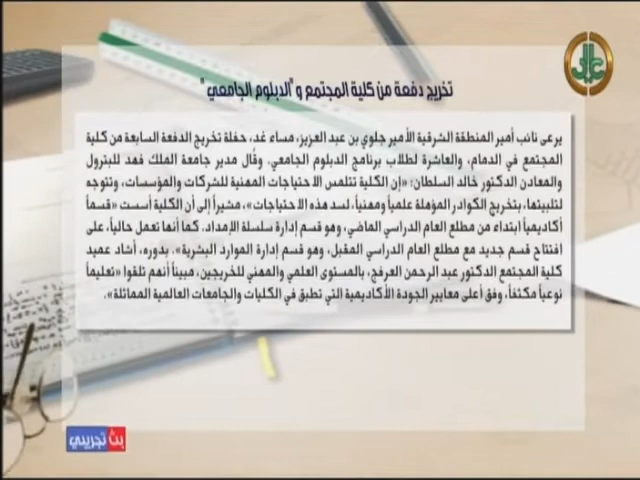 تخريج دفعة من كلية المجتمع و"الدبلوم الجامعي"
يرعى نائب أمير المنطقة الشرقية الأمير جلوي بن عبد العزيز، مساء غد، حفلة تخريج الدفعة السابعة من كلية
المجتمع في الدمام، والعاشرة لطلاب برنامج الدبلوم الجامعي، وقال مدير جامعة الملك فهد للبترول
والمعادن الدكتور خالد السلطان: «إن الكلية تتلمس الاحتياجات المهنية للشركات والمؤسسات، وتتوجه
لتلبيتها، بتخريج الكوادر المؤهلة علمياً ومهنياً، لسد هذه الاحتياجات»، مشيراً إلى أن الكلية أسست «قسماً
أكاديمياً ابتداءً من مطلع العام الدراسي الماضي، وهو قسم إدارة سلسلة الإمداد. كما أنها تعمل حالياً، على
افتتاح قسم جديد مع مطلع العام الدراسي المقبل، وهو قسم إدارة الموارد البشرية». بدوره، أشاد عميد
كلية المجتمع الدكتور عبد الرحمن العرفج، بالمستوى العلمي والمهني للخريجين، مبيناً أنهم تلقوا «تعليماً
نوعياً مكثفاً، وفق أعلى معايير الجودة الأكاديمية التي تطبق في الكليات والجامعات العالمية المماثلة».
بث تجريبي